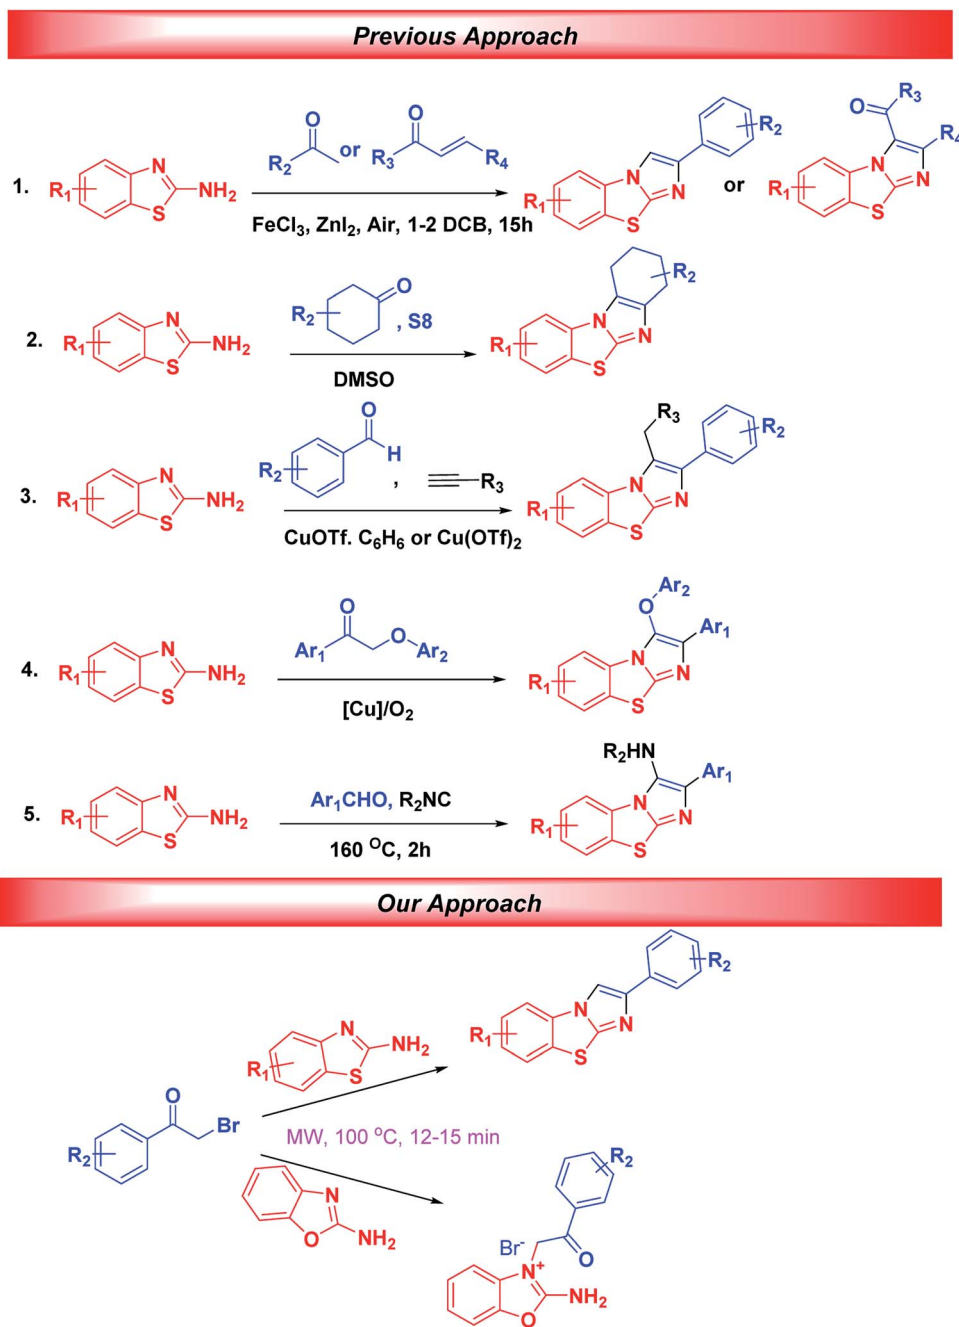 Previous Approach
1.
R1
N
S
NH2
O
R2
or
O
R3
R4
FeCl3, ZnI2, Air, 1-2 DCB, 15h
R1
N
S
N
R2
or
O
R3
R4
R1
N
S
N
2.
R1
N
S
NH2
R2
O
, S8
DMSO
R1
N
S
N
R2
3.
R1
N
S
NH2
R2
O
H
,
R3
CuOTf. C6H6 or Cu(OTf)2
R1
N
S
N
R3
R2
4.
R1
N
S
NH2
Ar1
O
O
Ar2
[Cu]/O2
R1
N
S
N
O
Ar2
Ar1
5.
R1
N
S
NH2
Ar1CHO, R2NC
160 OC, 2h
R2HN
Ar1
R1
N
S
N
Our Approach
R2
O
Br
R1
N
S
NH2
MW, 100 oC, 12-15 min
N
O
NH2
R1
N
S
N
R2
R2
O
Br-
N+
O
NH2